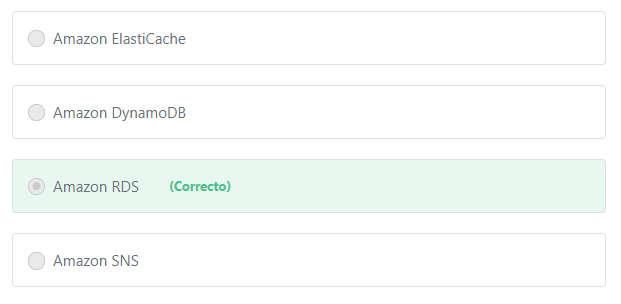 Amazon ElastiCache
Amazon DynamoDB
Amazon RDS (Correcto)
Amazon SNS